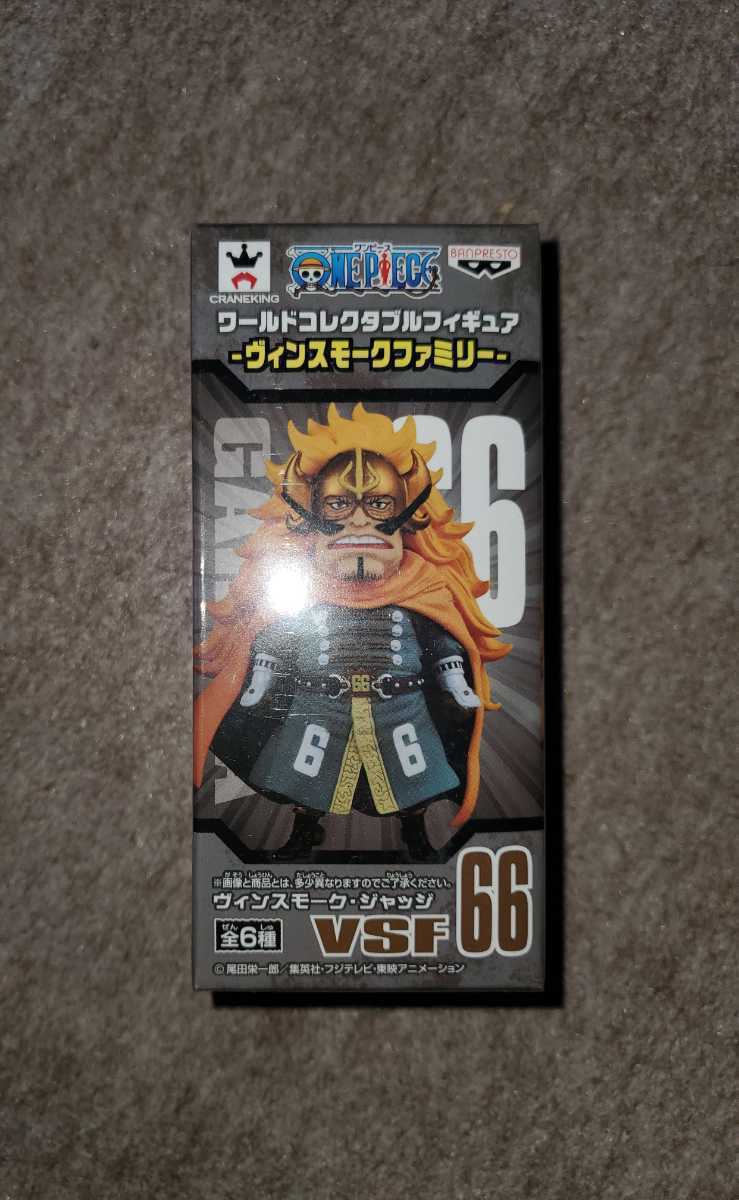 CRANEKING
ワンピース
ONE PIECE
BANPRESTO
ワールドコレクタブルフィギュア
-ヴィンスモークファミリー-
66
66
6 6
※画像と商品とは、多少異なりますのでご了承ください。
ヴィンスモーク・ジャッジ
全6種
VSF 66
©尾田栄一郎／集英社・フジテレビ・東映アニメーション